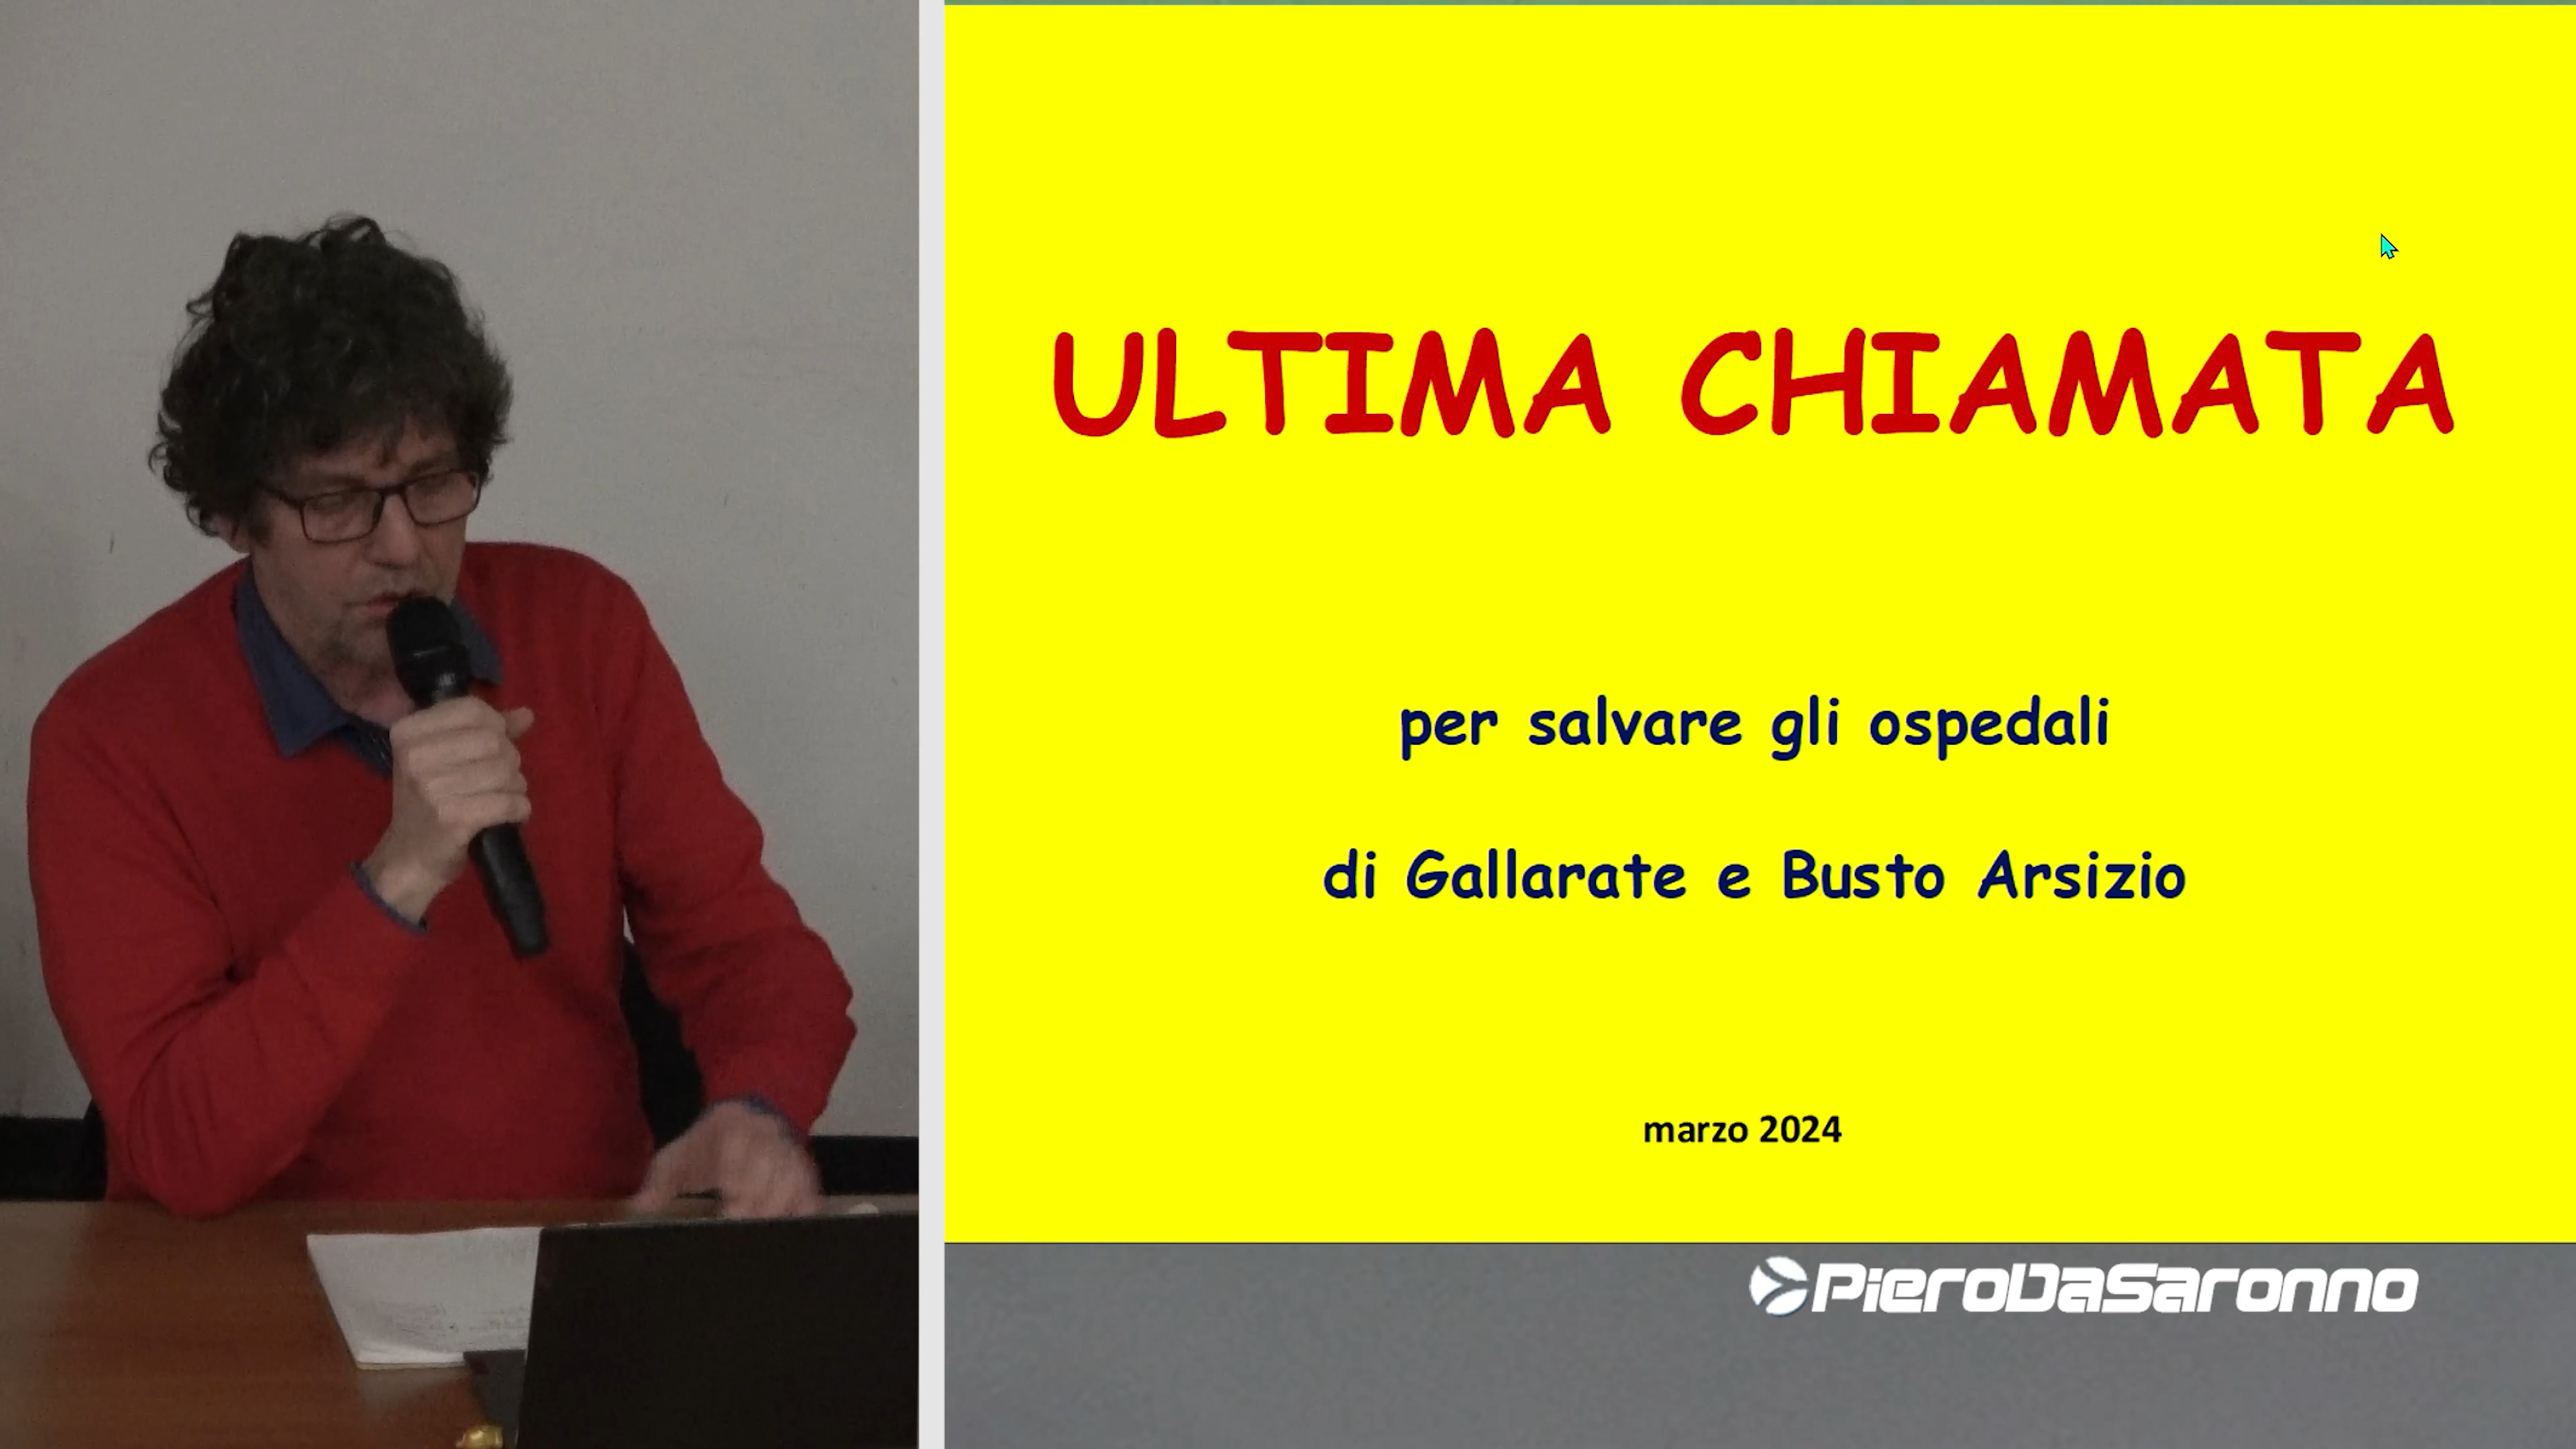 ULTIMA CHIAMATA
per salvare gli ospedali
di Gallarate e Busto Arsizio
marzo 2024
PieroDaSaronno